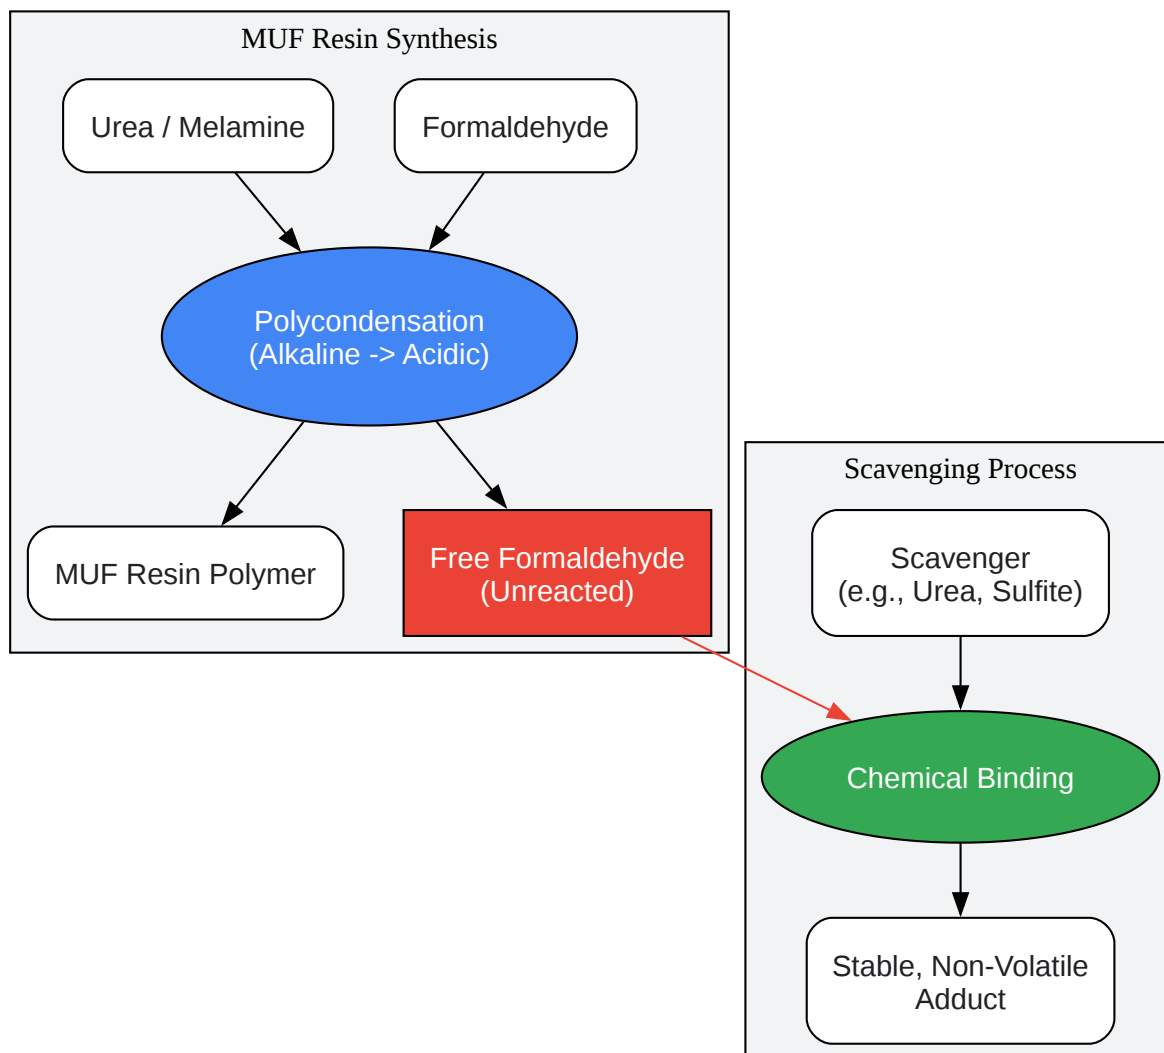 MUF Resin Synthesis
Urea / Melamine
Formaldehyde
Polycondensation
(Alkaline -> Acidic)
MUF Resin Polymer
Free Formaldehyde
(Unreacted)
Scavenging Process
Scavenger
(e.g., Urea, Sulfite)
Chemical Binding
Stable, Non-Volatile
Adduct